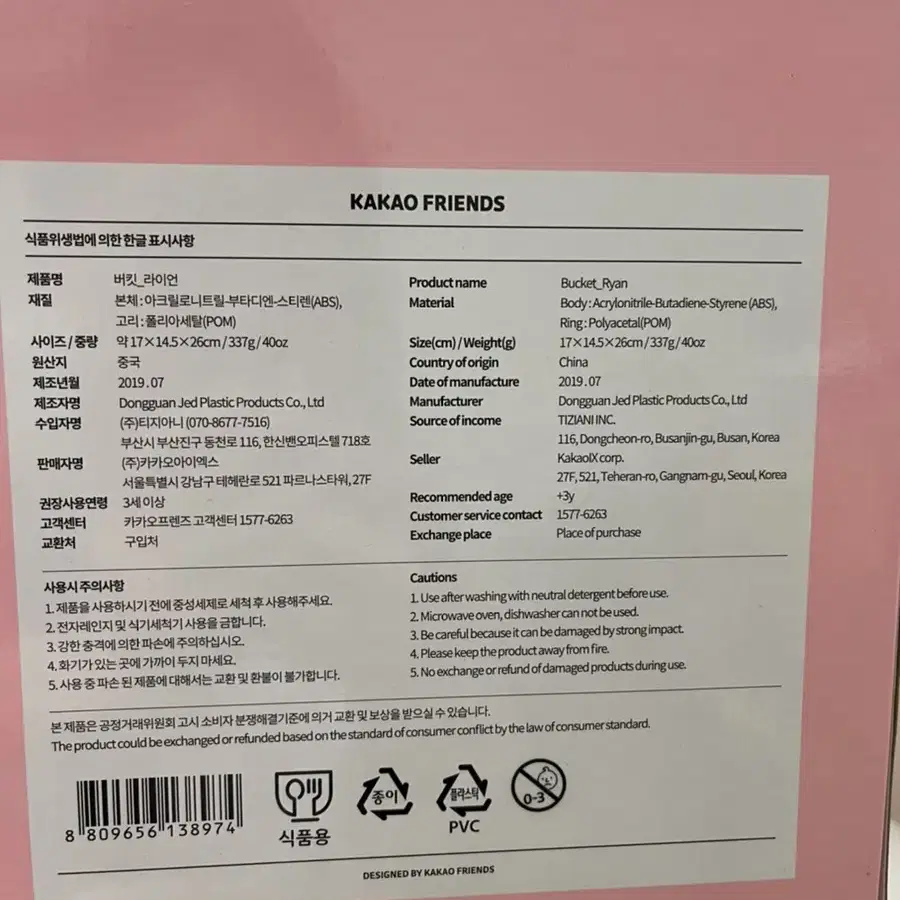 KAKAO FRIENDS
식품위생법에 의한 한글 표시사항
제품명 버킷_라이언
재질 본체 : 아크릴로니트릴-부타디엔-스티렌(ABS),
고리 : 폴리아세탈(POM)
사이즈 / 중량 약 17×14.5×26cm / 337g / 40oz
원산지 중국
제조년월 2019.07
제조자명 Dongguan Jed Plastic Products Co., Ltd
수입자명 (주)티지아니 (070-8677-7516)
부산시 부산진구 동천로 116, 한신밴오피스텔 718호
판매자명 (주)카카오아이엑스
서울특별시 강남구 테헤란로 521 파르나스타워, 27F
권장사용연령 3세 이상
고객센터 카카오프렌즈 고객센터 1577-6263
교환처 구입처
Product name Bucket_Ryan
Material Body : Acrylonitrile-Butadiene-Styrene (ABS),
Ring : Polyacetal(POM)
Size(cm) / Weight(g) 17×14.5×26cm / 337g / 40oz
Country of origin China
Date of manufacture 2019.07
Manufacturer Dongguan Jed Plastic Products Co., Ltd
Source of income TIZIANI INC.
116, Dongcheon-ro, Busanjin-gu, Busan, Korea
Seller KakaoIX corp.
27F, 521, Teheran-ro, Gangnam-gu, Seoul, Korea
Recommended age +3y
Customer service contact 1577-6263
Exchange place Place of purchase
사용시 주의사항
1. 제품을 사용하시기 전에 중성세제로 세척 후 사용해주세요.
2. 전자레인지 및 식기세척기 사용을 금합니다.
3. 강한 충격에 의한 파손에 주의하십시오.
4. 화기가 있는 곳에 가까이 두지 마세요.
5. 사용 중 파손 된 제품에 대해서는 교환 및 환불이 불가합니다.
Cautions
1. Use after washing with neutral detergent before use.
2. Microwave oven, dishwasher can not be used.
3. Be careful because it can be damaged by strong impact.
4. Please keep the product away from fire.
5. No exchange or refund of damaged products during use.
본 제품은 공정거래위원회 고시 소비자 분쟁해결기준에 의거 교환 및 보상을 받으실 수 있습니다.
The product could be exchanged or refunded based on the standard of consumer conflict by the law of consumer standard.
8 809656 138974
식품용
종이
플라스틱
PVC
0-3
DESIGNED BY KAKAO FRIENDS